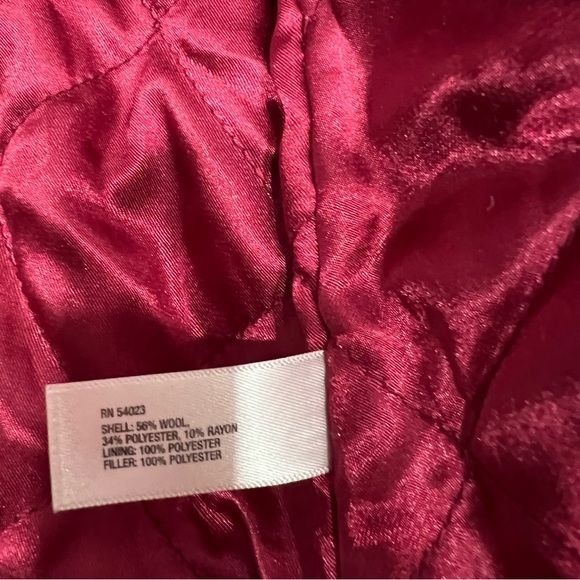 RN 54023
SHELL: 56% WOOL,
34% POLYESTER, 10% RAYON
LINING: 100% POLYESTER
FILLER: 100% POLYESTER